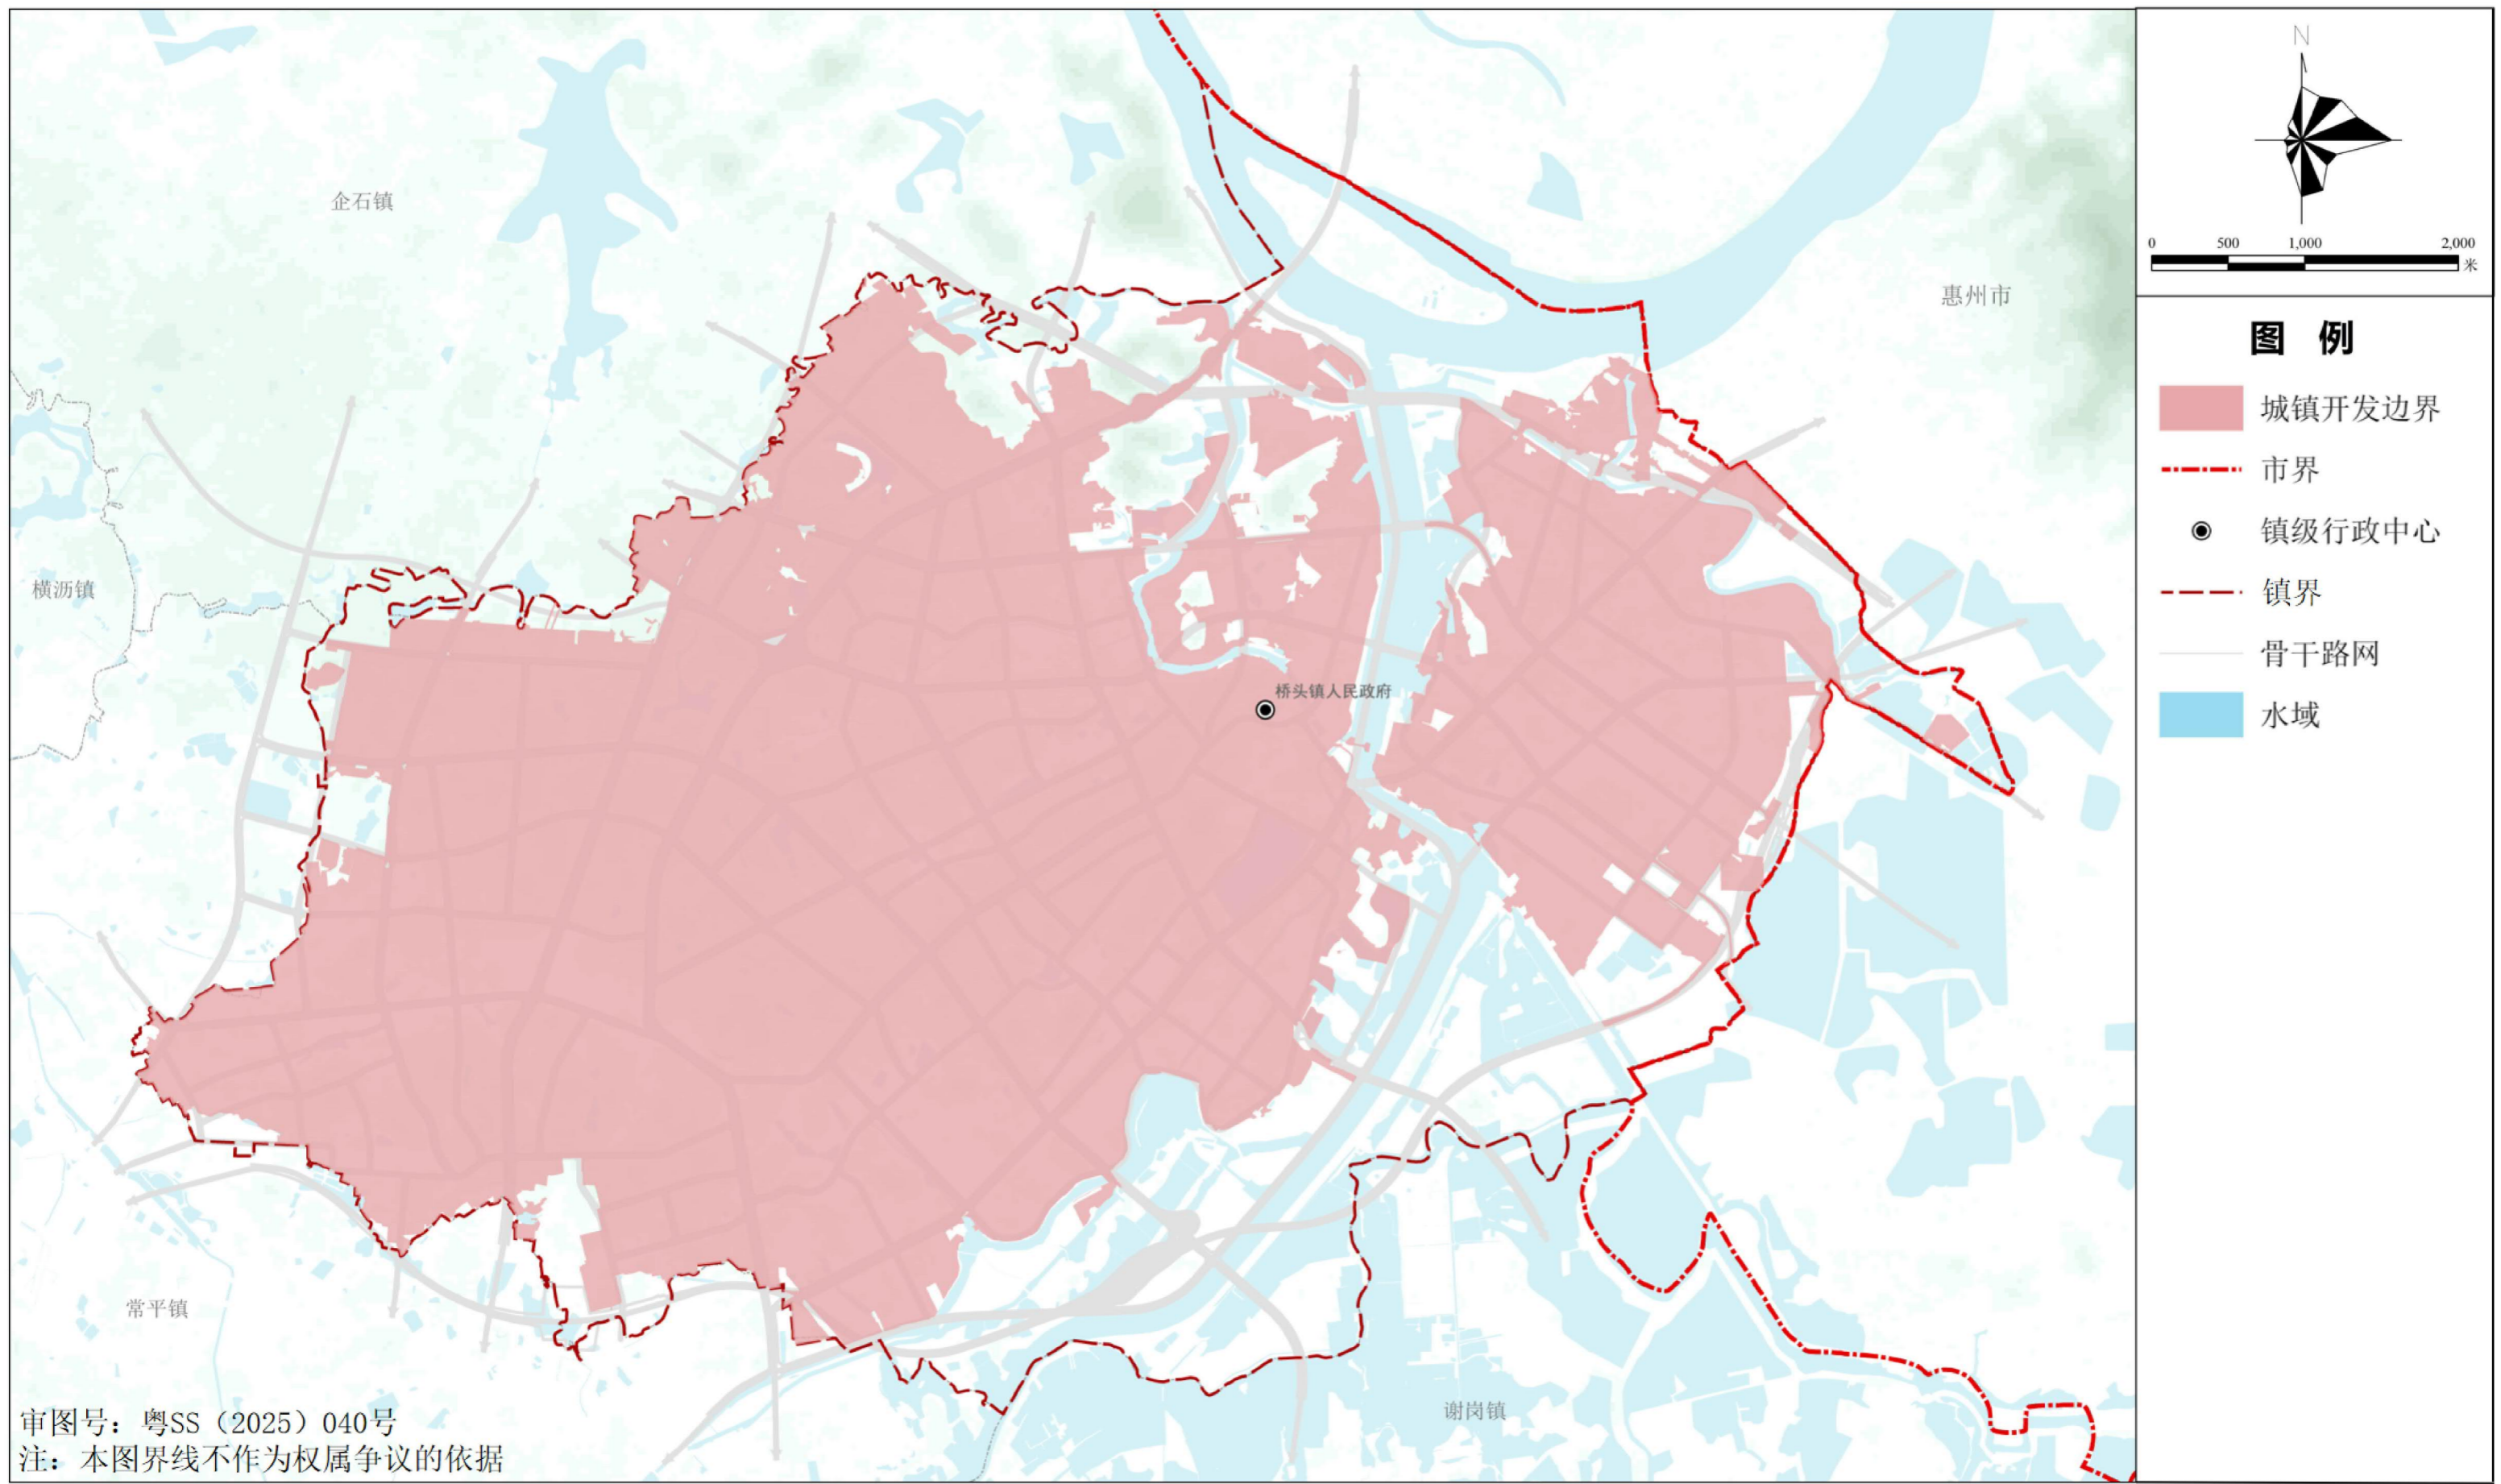 N
0 500 1,000 2,000
米
企石镇
惠州市
横沥镇
桥头镇人民政府
常平镇
谢岗镇
图 例
城镇开发边界
市界
镇级行政中心
镇界
骨干路网
水域
审图号：粤SS（2025）040号
注：本图界线不作为权属争议的依据